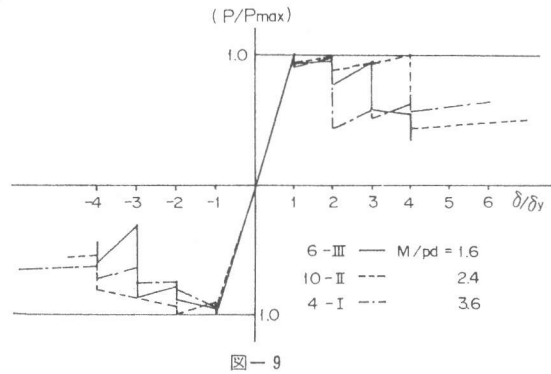 (P/Pmax)
1.0
-4 -3 -2 -1 1 2 3 4 5 6 δ/δy
6-III M/pd = 1.6
10-II 2.4
4-I 3.6
1.0
図-9